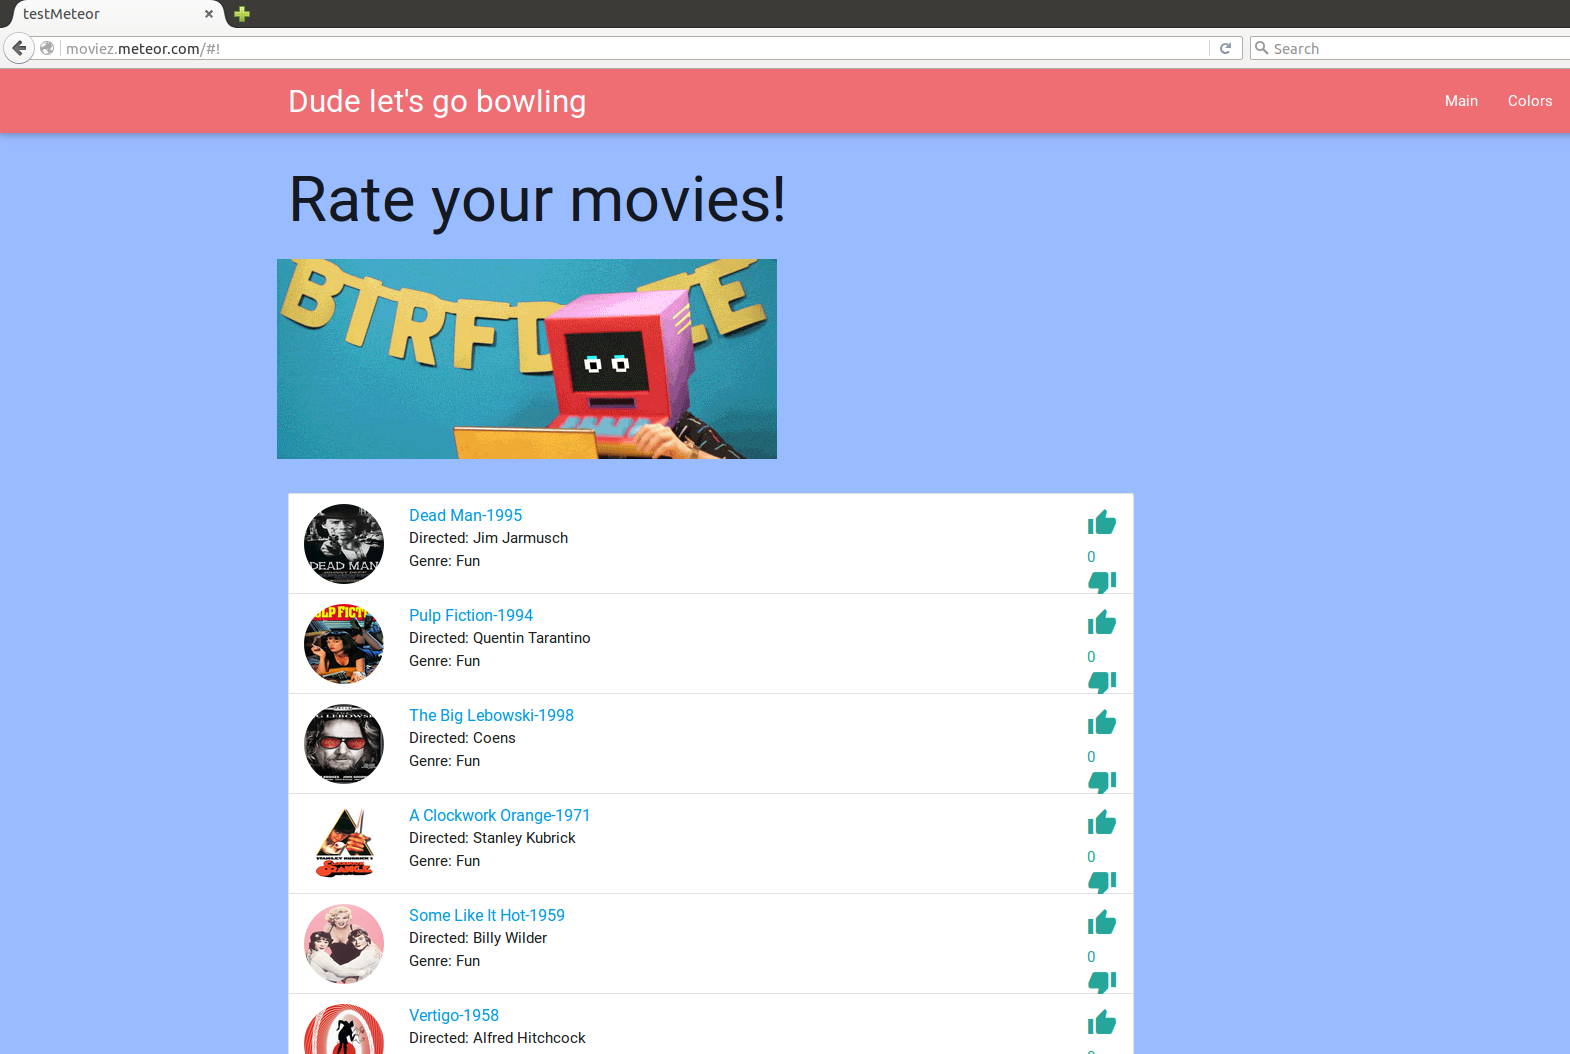 testMeteor
moviez.meteor.com/#!
Search
Dude let's go bowling
Main
Colors
Rate your movies!
DEAD MAN
Dead Man-1995
Directed: Jim Jarmusch
Genre: Fun
0
Pulp Fiction-1994
Directed: Quentin Tarantino
Genre: Fun
0
The Big Lebowski-1998
Directed: Coens
Genre: Fun
0
A Clockwork Orange-1971
Directed: Stanley Kubrick
Genre: Fun
0
Some Like It Hot-1959
Directed: Billy Wilder
Genre: Fun
0
Vertigo-1958
Directed: Alfred Hitchcock